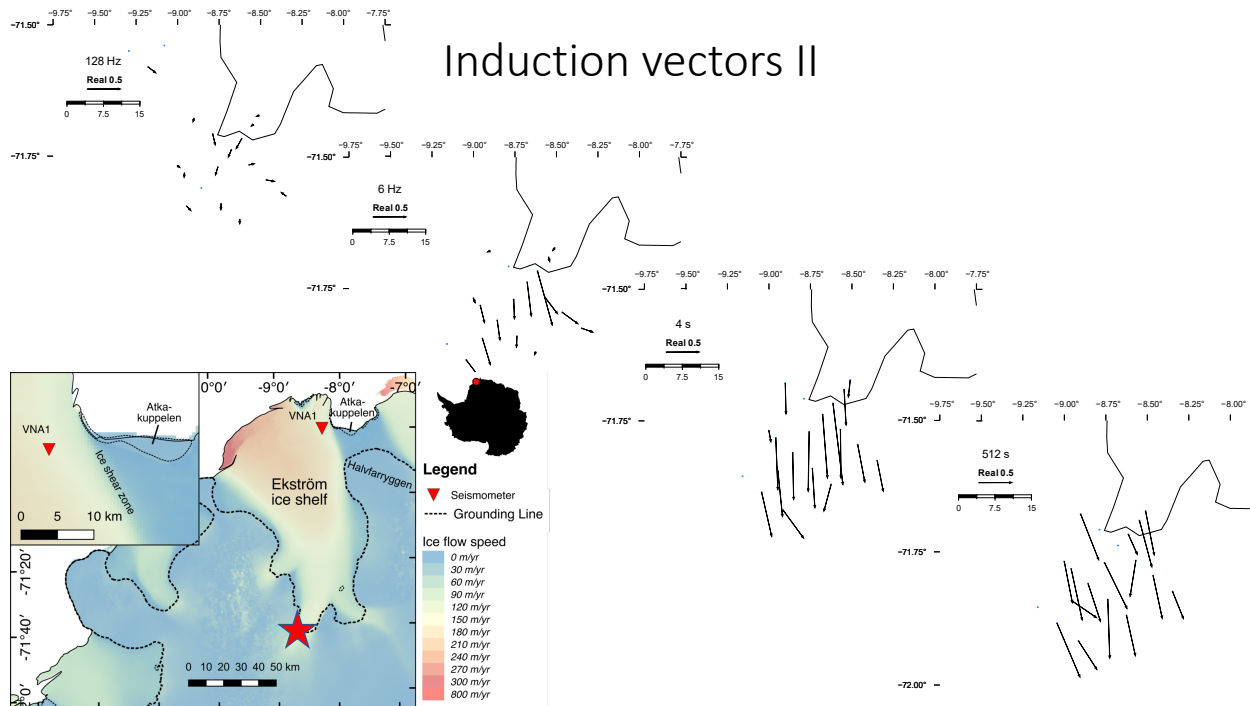 Induction vectors II
−9.75° −9.50° −9.25° −9.00° −8.75° −8.50° −8.25° −8.00° −7.75°
−71.50°
128 Hz
Real 0.5
0 7.5 15
−71.75°
−9.75° −9.50° −9.25° −9.00° −8.75° −8.50° −8.25° −8.00° −7.75°
−71.50°
6 Hz
Real 0.5
0 7.5 15
−71.75°
−9.75° −9.50° −9.25° −9.00° −8.75° −8.50° −8.25° −8.00° −7.75°
−71.50°
4 s
Real 0.5
0 7.5 15
−71.75°
−9.75° −9.50° −9.25° −9.00° −8.75° −8.50° −8.25° −8.00°
−71.50°
512 s
Real 0.5
0 7.5 15
−71.75°
−72.00°
VNA1
Atka-
kuppelen
Ice shear zone
0 5 10 km
0°0′ −9°0′ −8°0′ −7°0′
VNA1
Atka-
kuppelen
Halvfarryggen
Ekström
ice shelf
−71°20′
−71°40′
2°0′
0 10 20 30 40 50 km
Legend
Seismometer
Grounding Line
Ice flow speed
0 m/yr
30 m/yr
60 m/yr
90 m/yr
120 m/yr
150 m/yr
180 m/yr
210 m/yr
240 m/yr
270 m/yr
300 m/yr
800 m/yr